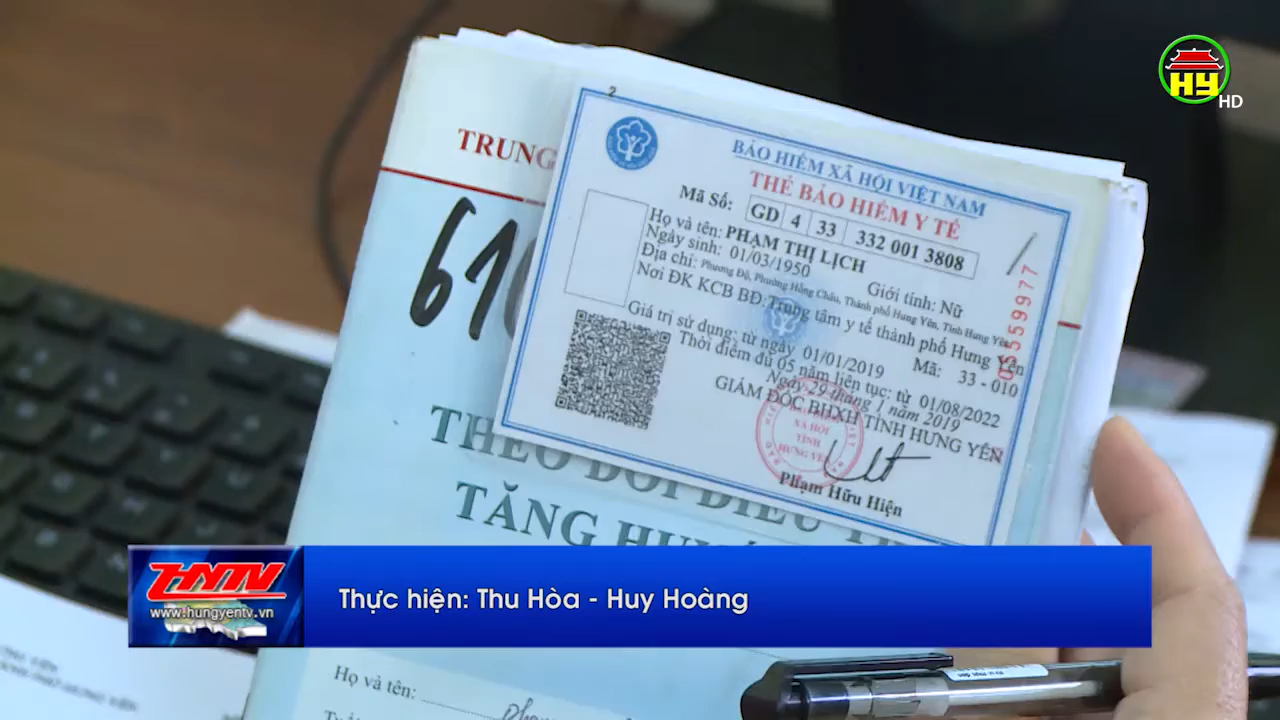 HY HD
2
BẢO HIỂM XÃ HỘI VIỆT NAM
THẺ BẢO HIỂM Y TẾ
Mã Số: GD 4 33 332 001 3808
Họ và tên: PHẠM THỊ LỊCH
Ngày sinh: 01/03/1950
Giới tính: Nữ
Địa chỉ: Phương Độ, Phường Hồng Châu, Thành phố Hưng Yên, Tỉnh Hưng Yên
Nơi ĐK KCB BĐ: Trung tâm y tế thành phố Hưng Yên
Mã: 33 - 010
Giá trị sử dụng: từ ngày 01/01/2019
Thời điểm đủ 05 năm liên tục: từ 01/08/2022
Ngày 29 tháng 1 năm 2019
GIÁM ĐỐC BHXH TỈNH HƯNG YÊN
XÃ HỘI
TỈNH
HƯNG YÊN
Phạm Hữu Hiện
TRUNG
61
THEO DÕI ĐIỀU
TĂNG
HYTV
www.hungyentv.vn
Thực hiện: Thu Hòa - Huy Hoàng
Họ và tên: